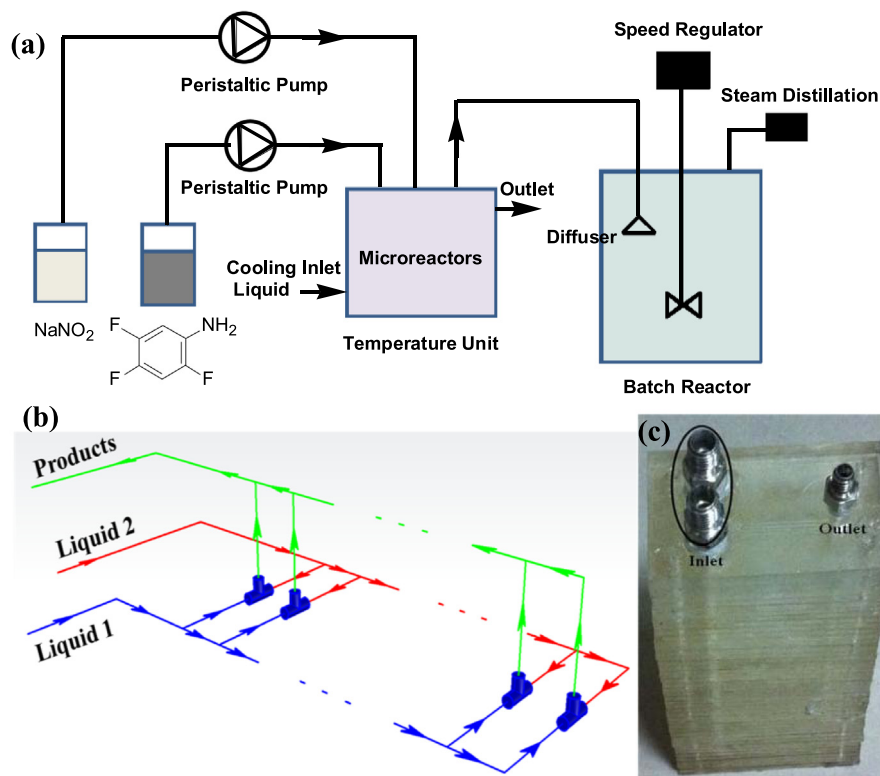 (a)
Peristaltic Pump
Peristaltic Pump
Speed Regulator
Steam Distillation
Outlet
Diffuser
Microreactors
Cooling Inlet
Liquid
NaNO₂
NH₂
F
F
F
Temperature Unit
Batch Reactor
(b)
Products
Liquid 2
Liquid 1
(c)
Inlet
Outlet